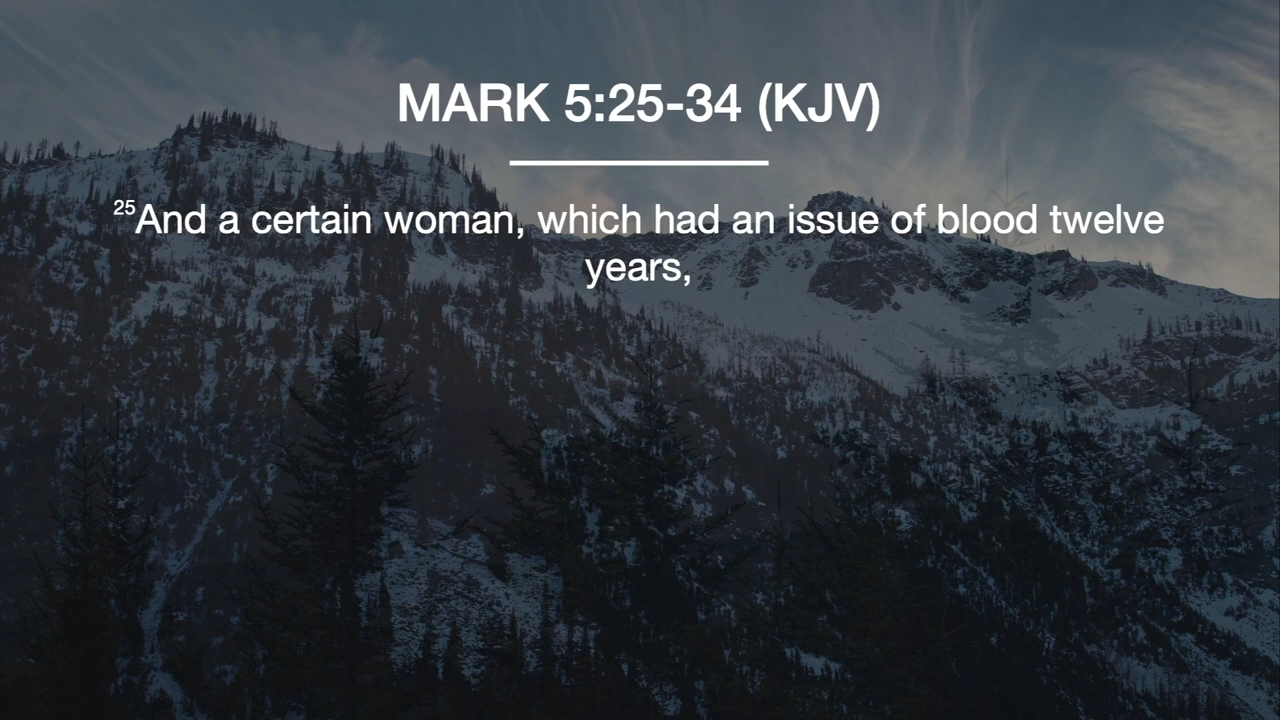 MARK 5:25-34 (KJV)
25And a certain woman, which had an issue of blood twelve
years,